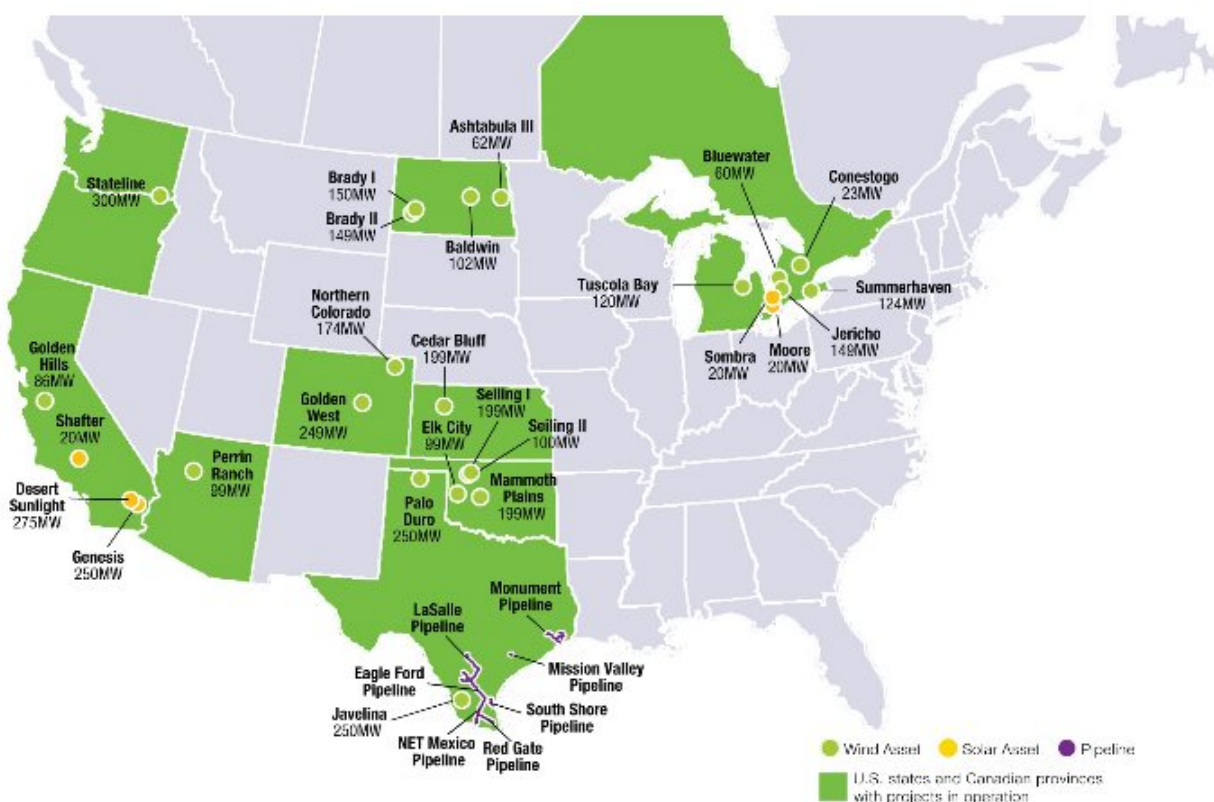 Ashtabula III
62MW
Bluewater
60MW
Conestogo
23MW
Stateline
300MW
Brady I
150MW
Brady II
149MW
Baldwin
102MW
Tuscola Bay
120MW
Summerhaven
124MW
Northern
Colorado
174MW
Jericho
149MW
Sombra
20MW
Moore
20MW
Cedar Bluff
199MW
Golden
Hills
86MW
Golden
West
249MW
Seiling I
199MW
Elk City
99MW
Seiling II
100MW
Shafter
20MW
Perrin
Ranch
99MW
Mammoth
Plains
199MW
Desert
Sunlight
275MW
Palo
Duro
250MW
Genesis
250MW
Monument
Pipeline
LaSalle
Pipeline
Eagle Ford
Pipeline
Mission Valley
Pipeline
Javelina
250MW
South Shore
Pipeline
NET Mexico
Pipeline
Red Gate
Pipeline
Wind Asset
Solar Asset
Pipeline
U.S. states and Canadian provinces
with projects in operation